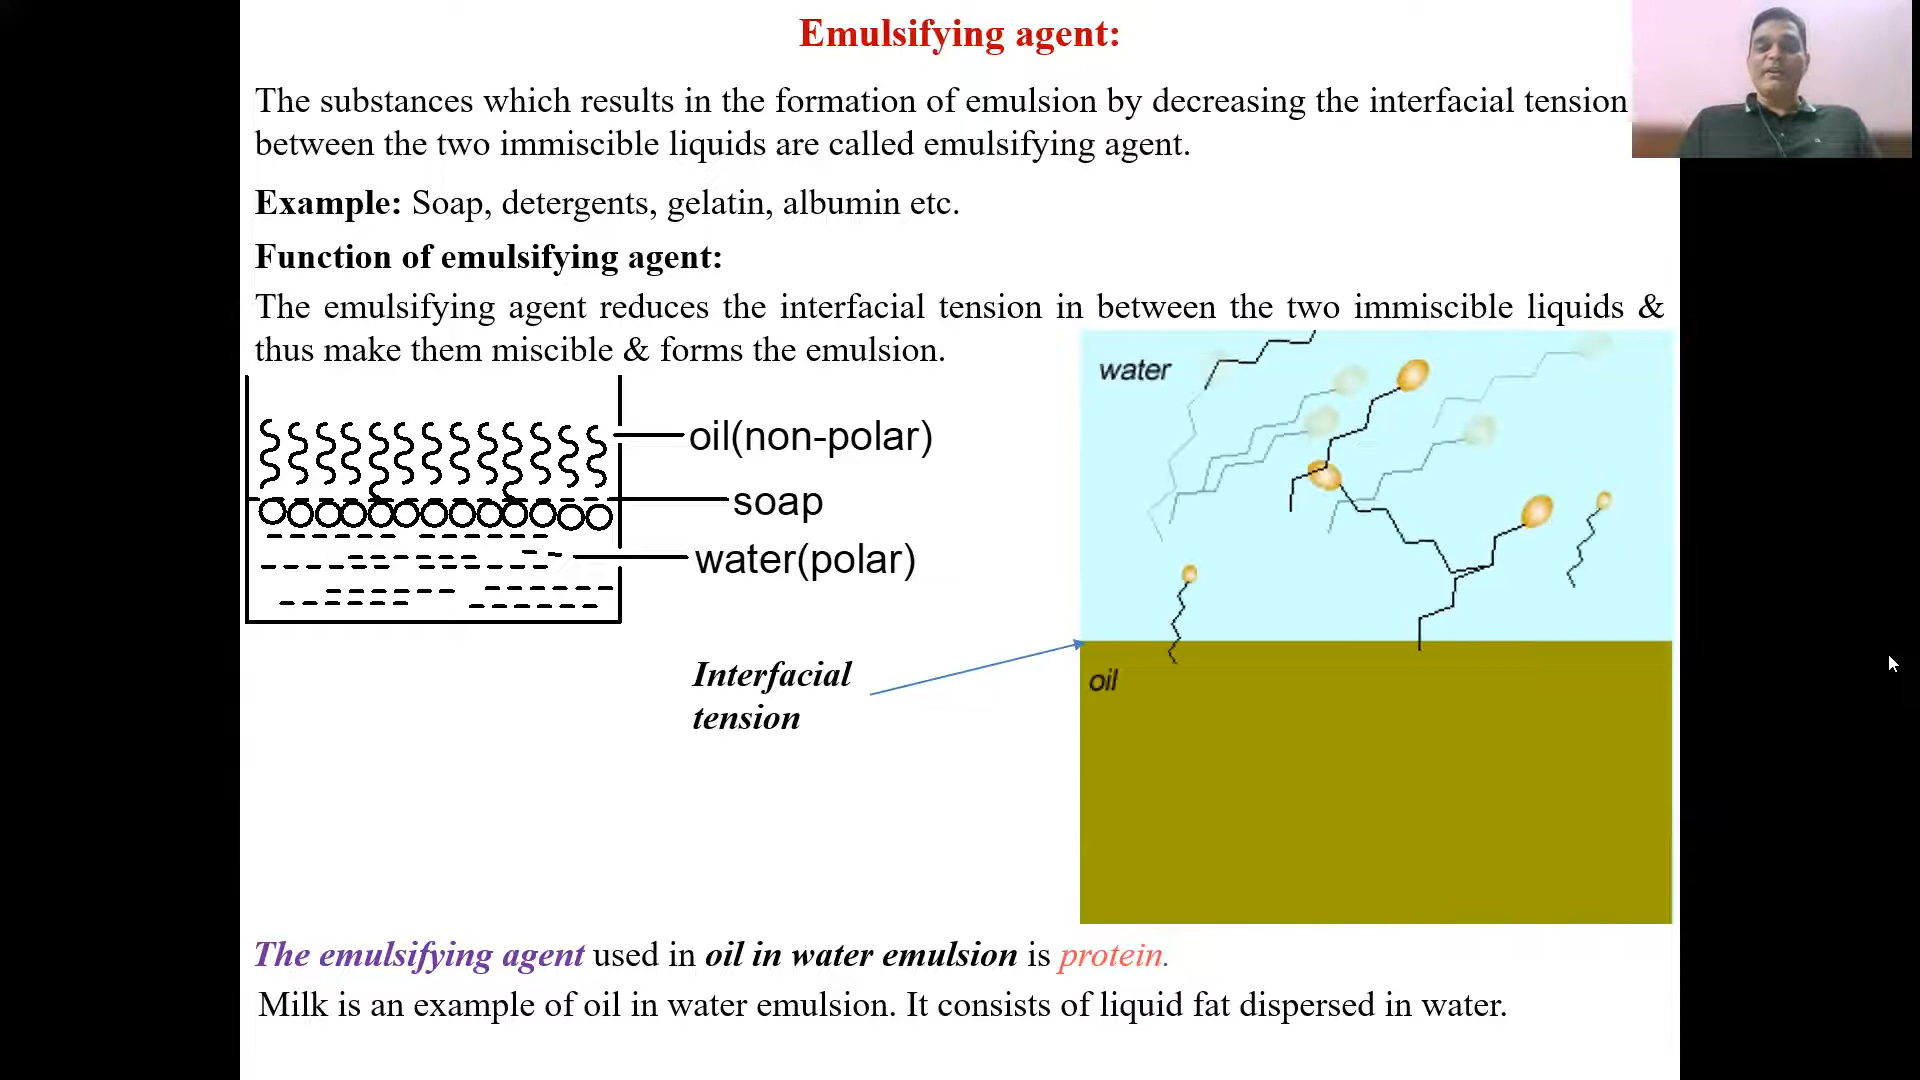 Emulsifying agent:
The substances which results in the formation of emulsion by decreasing the interfacial tension
between the two immiscible liquids are called emulsifying agent.
Example: Soap, detergents, gelatin, albumin etc.
Function of emulsifying agent:
The emulsifying agent reduces the interfacial tension in between the two immiscible liquids &
thus make them miscible & forms the emulsion.
oil(non-polar)
soap
water(polar)
water
Interfacial
tension
oil
The emulsifying agent used in oil in water emulsion is protein.
Milk is an example of oil in water emulsion. It consists of liquid fat dispersed in water.